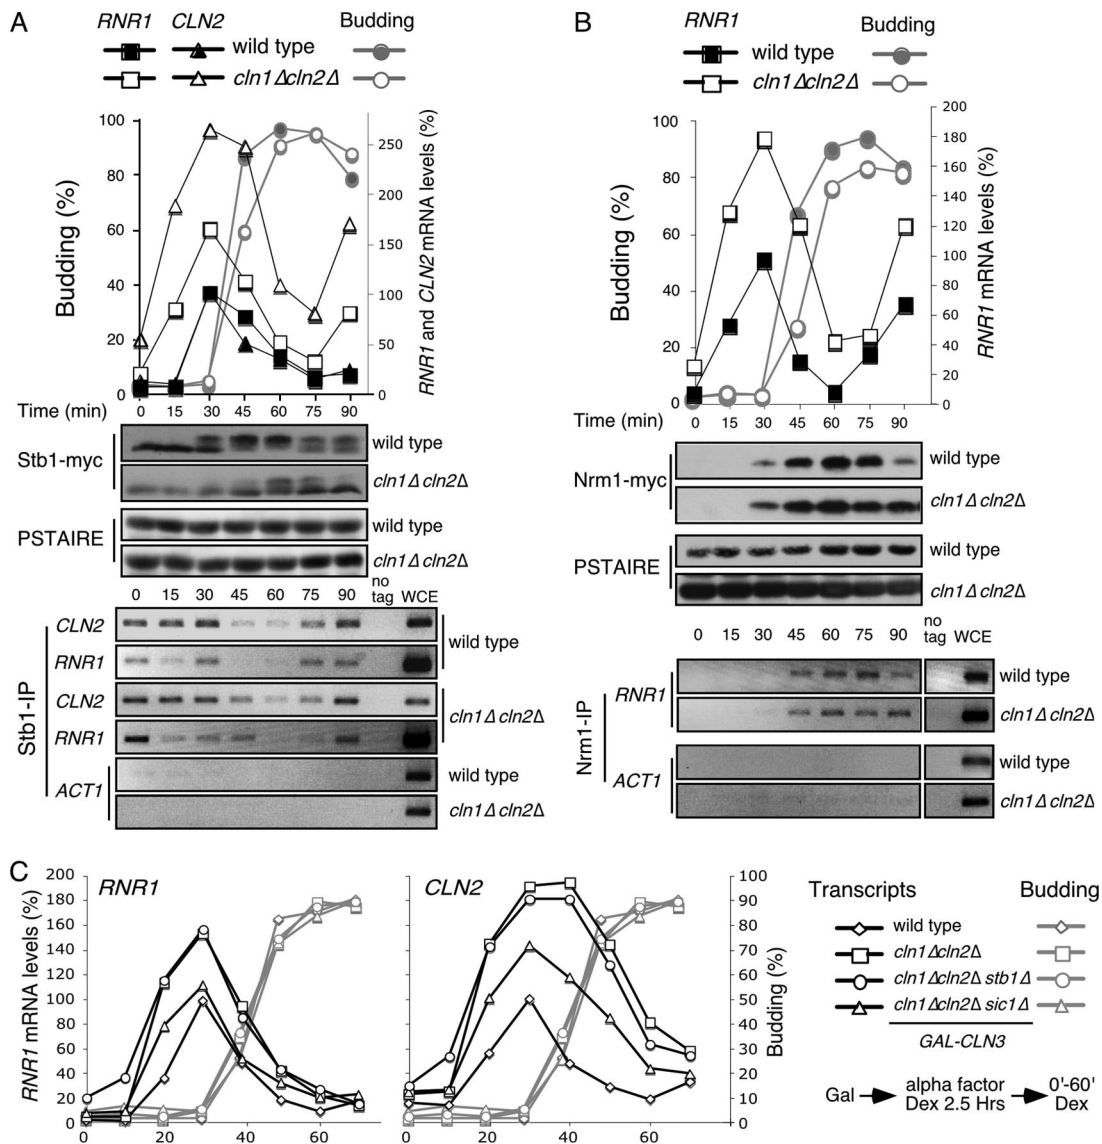 A
RNR1 CLN2 Budding
wild type
cln1Δcln2Δ
Budding (%)
100
80
60
40
20
0
RNR1 and CLN2 mRNA levels (%)
250
200
150
100
50
0
Time (min) 0 15 30 45 60 75 90
Stb1-myc
wild type
cln1Δcln2Δ
PSTAIRE
wild type
cln1Δcln2Δ
0 15 30 45 60 75 90 no tag WCE
Stb1-IP
CLN2
RNR1
wild type
CLN2
RNR1
cln1Δcln2Δ
ACT1
wild type
cln1Δcln2Δ
B
RNR1 Budding
wild type
cln1Δcln2Δ
Budding (%)
100
80
60
40
20
0
RNR1 mRNA levels (%)
200
180
160
140
120
100
80
60
40
20
0
Time (min) 0 15 30 45 60 75 90
Nrm1-myc
wild type
cln1Δcln2Δ
PSTAIRE
wild type
cln1Δcln2Δ
0 15 30 45 60 75 90 no tag WCE
Nrm1-IP
RNR1
wild type
cln1Δcln2Δ
ACT1
wild type
cln1Δcln2Δ
C
RNR1
RNR1 mRNA levels (%)
200
180
160
140
120
100
80
60
40
20
0
0 20 40 60
CLN2
Budding (%)
100
90
80
70
60
50
40
30
20
10
0
0 20 40 60
Transcripts Budding
wild type
cln1Δcln2Δ
cln1Δcln2Δ stb1Δ
cln1Δcln2Δ sic1Δ
GAL-CLN3
Gal alpha factor 0'-60'
Dex 2.5 Hrs Dex